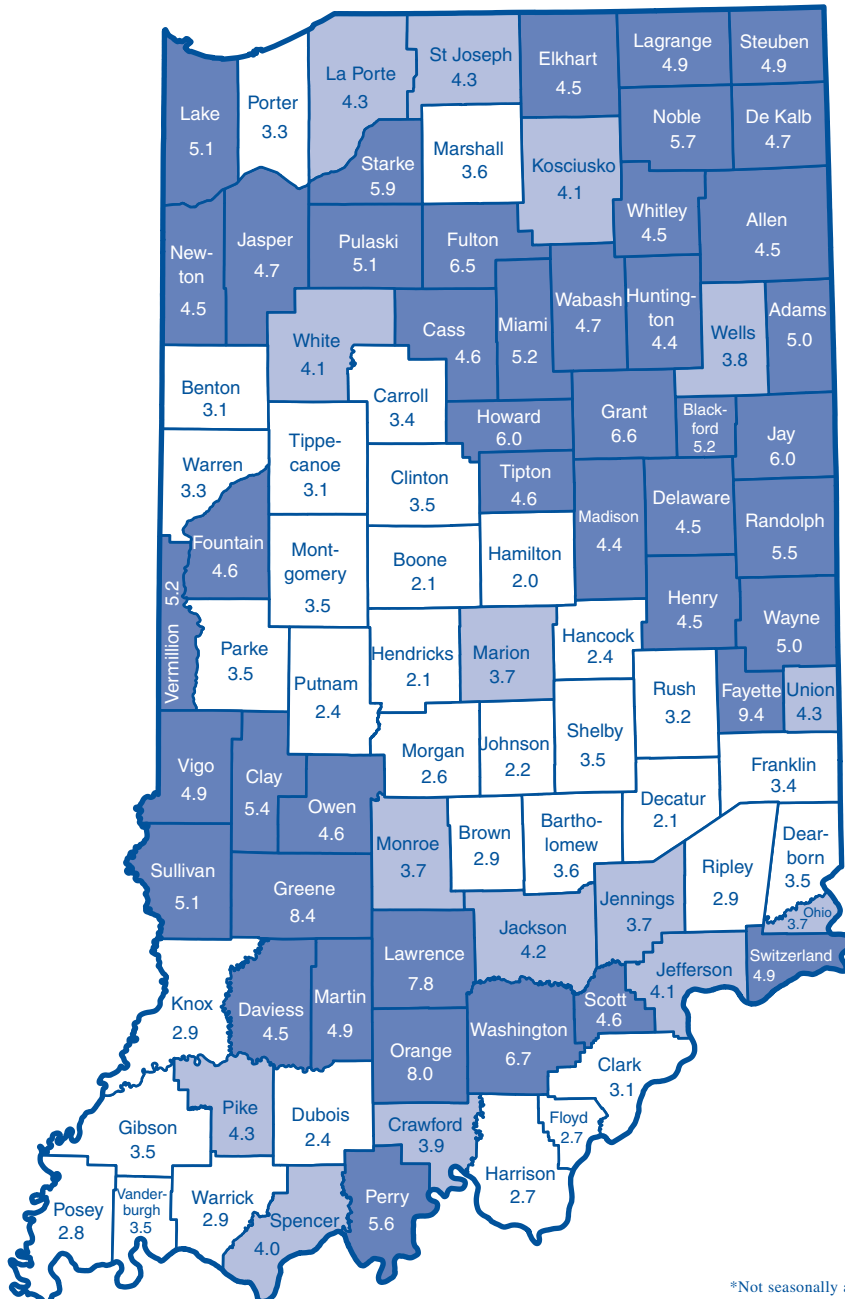 Lake
5.1
Porter
3.3
La Porte
4.3
St Joseph
4.3
Elkhart
4.5
Lagrange
4.9
Steuben
4.9
Noble
5.7
De Kalb
4.7
Starke
5.9
Marshall
3.6
Kosciusko
4.1
Whitley
4.5
Allen
4.5
New-
ton
4.5
Jasper
4.7
Pulaski
5.1
Fulton
6.5
White
4.1
Cass
4.6
Miami
5.2
Wabash
4.7
Hunting-
ton
4.4
Wells
3.8
Adams
5.0
Benton
3.1
Carroll
3.4
Howard
6.0
Grant
6.6
Black-
ford
5.2
Jay
6.0
Warren
3.3
Tippe-
canoe
3.1
Clinton
3.5
Tipton
4.6
Madison
4.4
Delaware
4.5
Randolph
5.5
Fountain
4.6
Mont-
gomery
3.5
Boone
2.1
Hamilton
2.0
Henry
4.5
Wayne
5.0
Vermillion 5.2
Parke
3.5
Putnam
2.4
Hendricks
2.1
Marion
3.7
Hancock
2.4
Rush
3.2
Fayette
9.4
Union
4.3
Vigo
4.9
Clay
5.4
Owen
4.6
Morgan
2.6
Johnson
2.2
Shelby
3.5
Decatur
2.1
Franklin
3.4
Sullivan
5.1
Greene
8.4
Monroe
3.7
Brown
2.9
Bartho-
lomew
3.6
Jennings
3.7
Ripley
2.9
Dear-
born
3.5
Ohio
3.7
Knox
2.9
Daviess
4.5
Martin
4.9
Lawrence
7.8
Jackson
4.2
Scott
4.6
Jefferson
4.1
Switzerland
4.9
Orange
8.0
Washington
6.7
Clark
3.1
Gibson
3.5
Pike
4.3
Dubois
2.4
Crawford
3.9
Floyd
2.7
Harrison
2.7
Posey
2.8
Vander-
burgh
3.5
Warrick
2.9
Spencer
4.0
Perry
5.6
*Not seasonally a